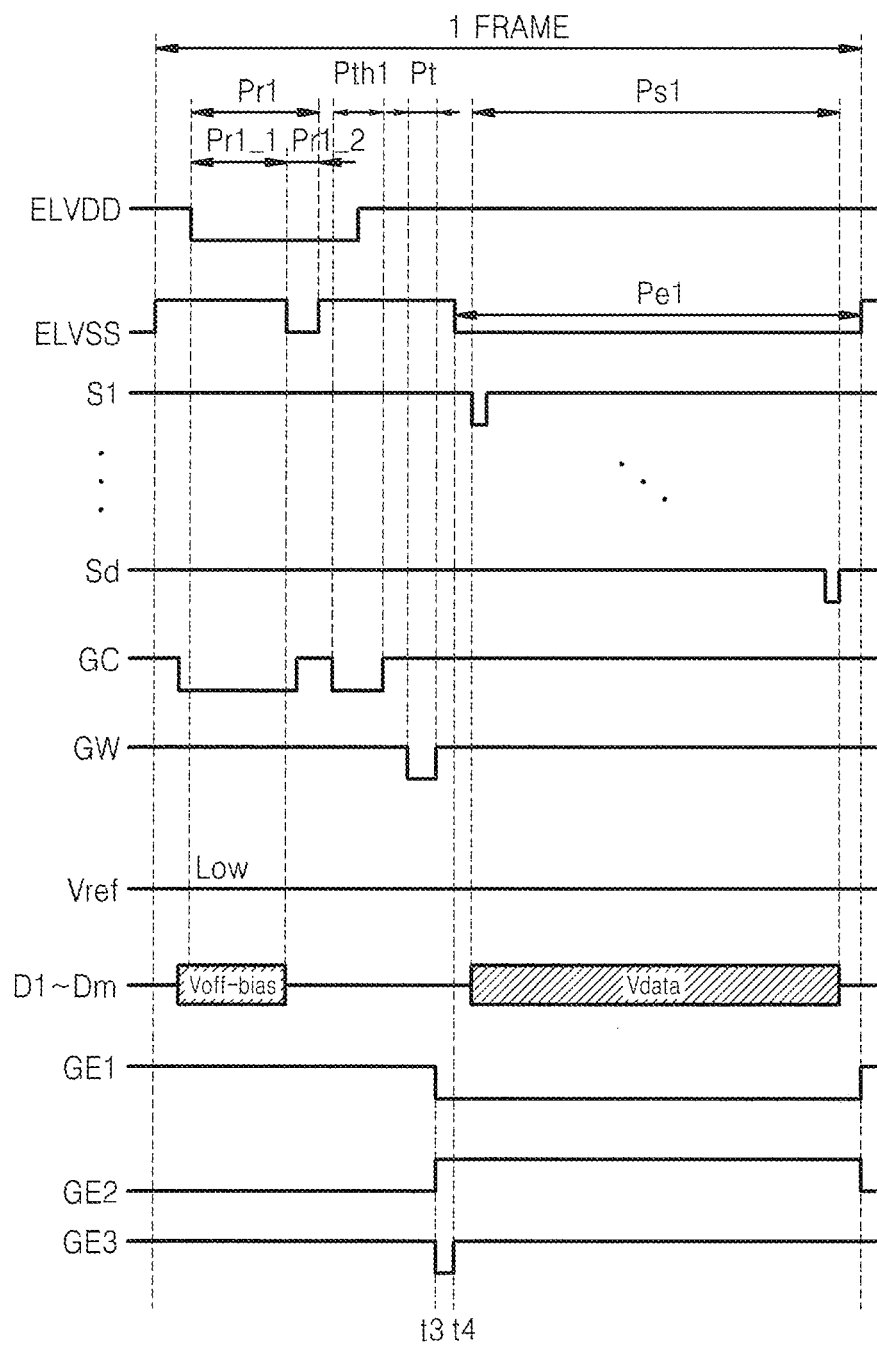 1 FRAME
Pth1 Pt
Pr1 Ps1
Pr1_1 Pr1_2
ELVDD
Pe1
ELVSS
S1
Sd
GC
GW
Low
Vref
D1~Dm Voff-bias Vdata
GE1
GE2
GE3
t3 t4